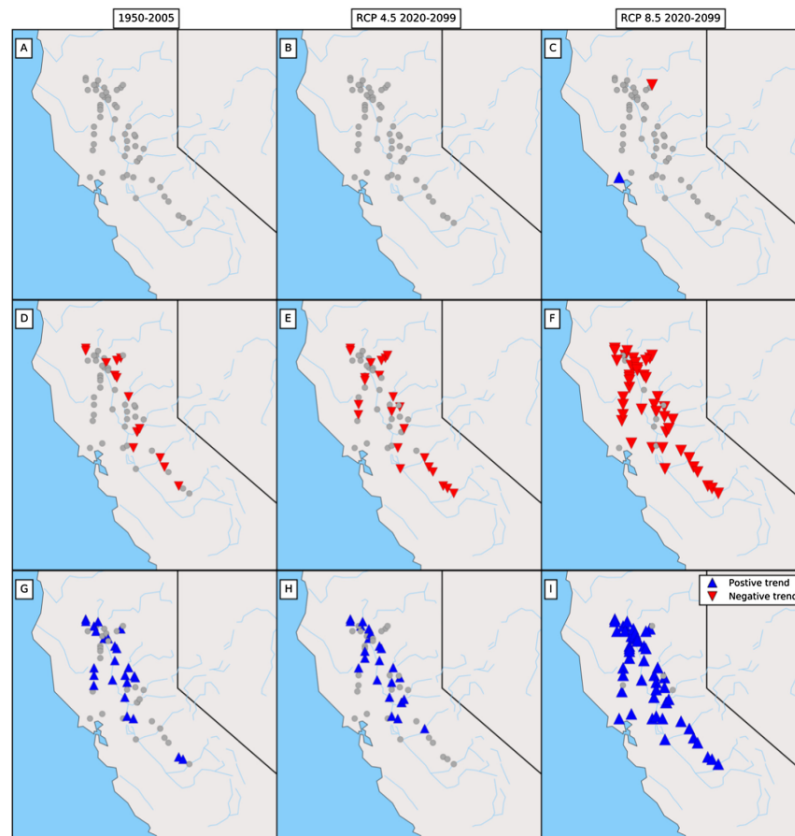 1950-2005
RCP 4.5 2020-2099
RCP 8.5 2020-2099
A
B
C
D
E
F
G
H
I
Postive trend
Negative trend